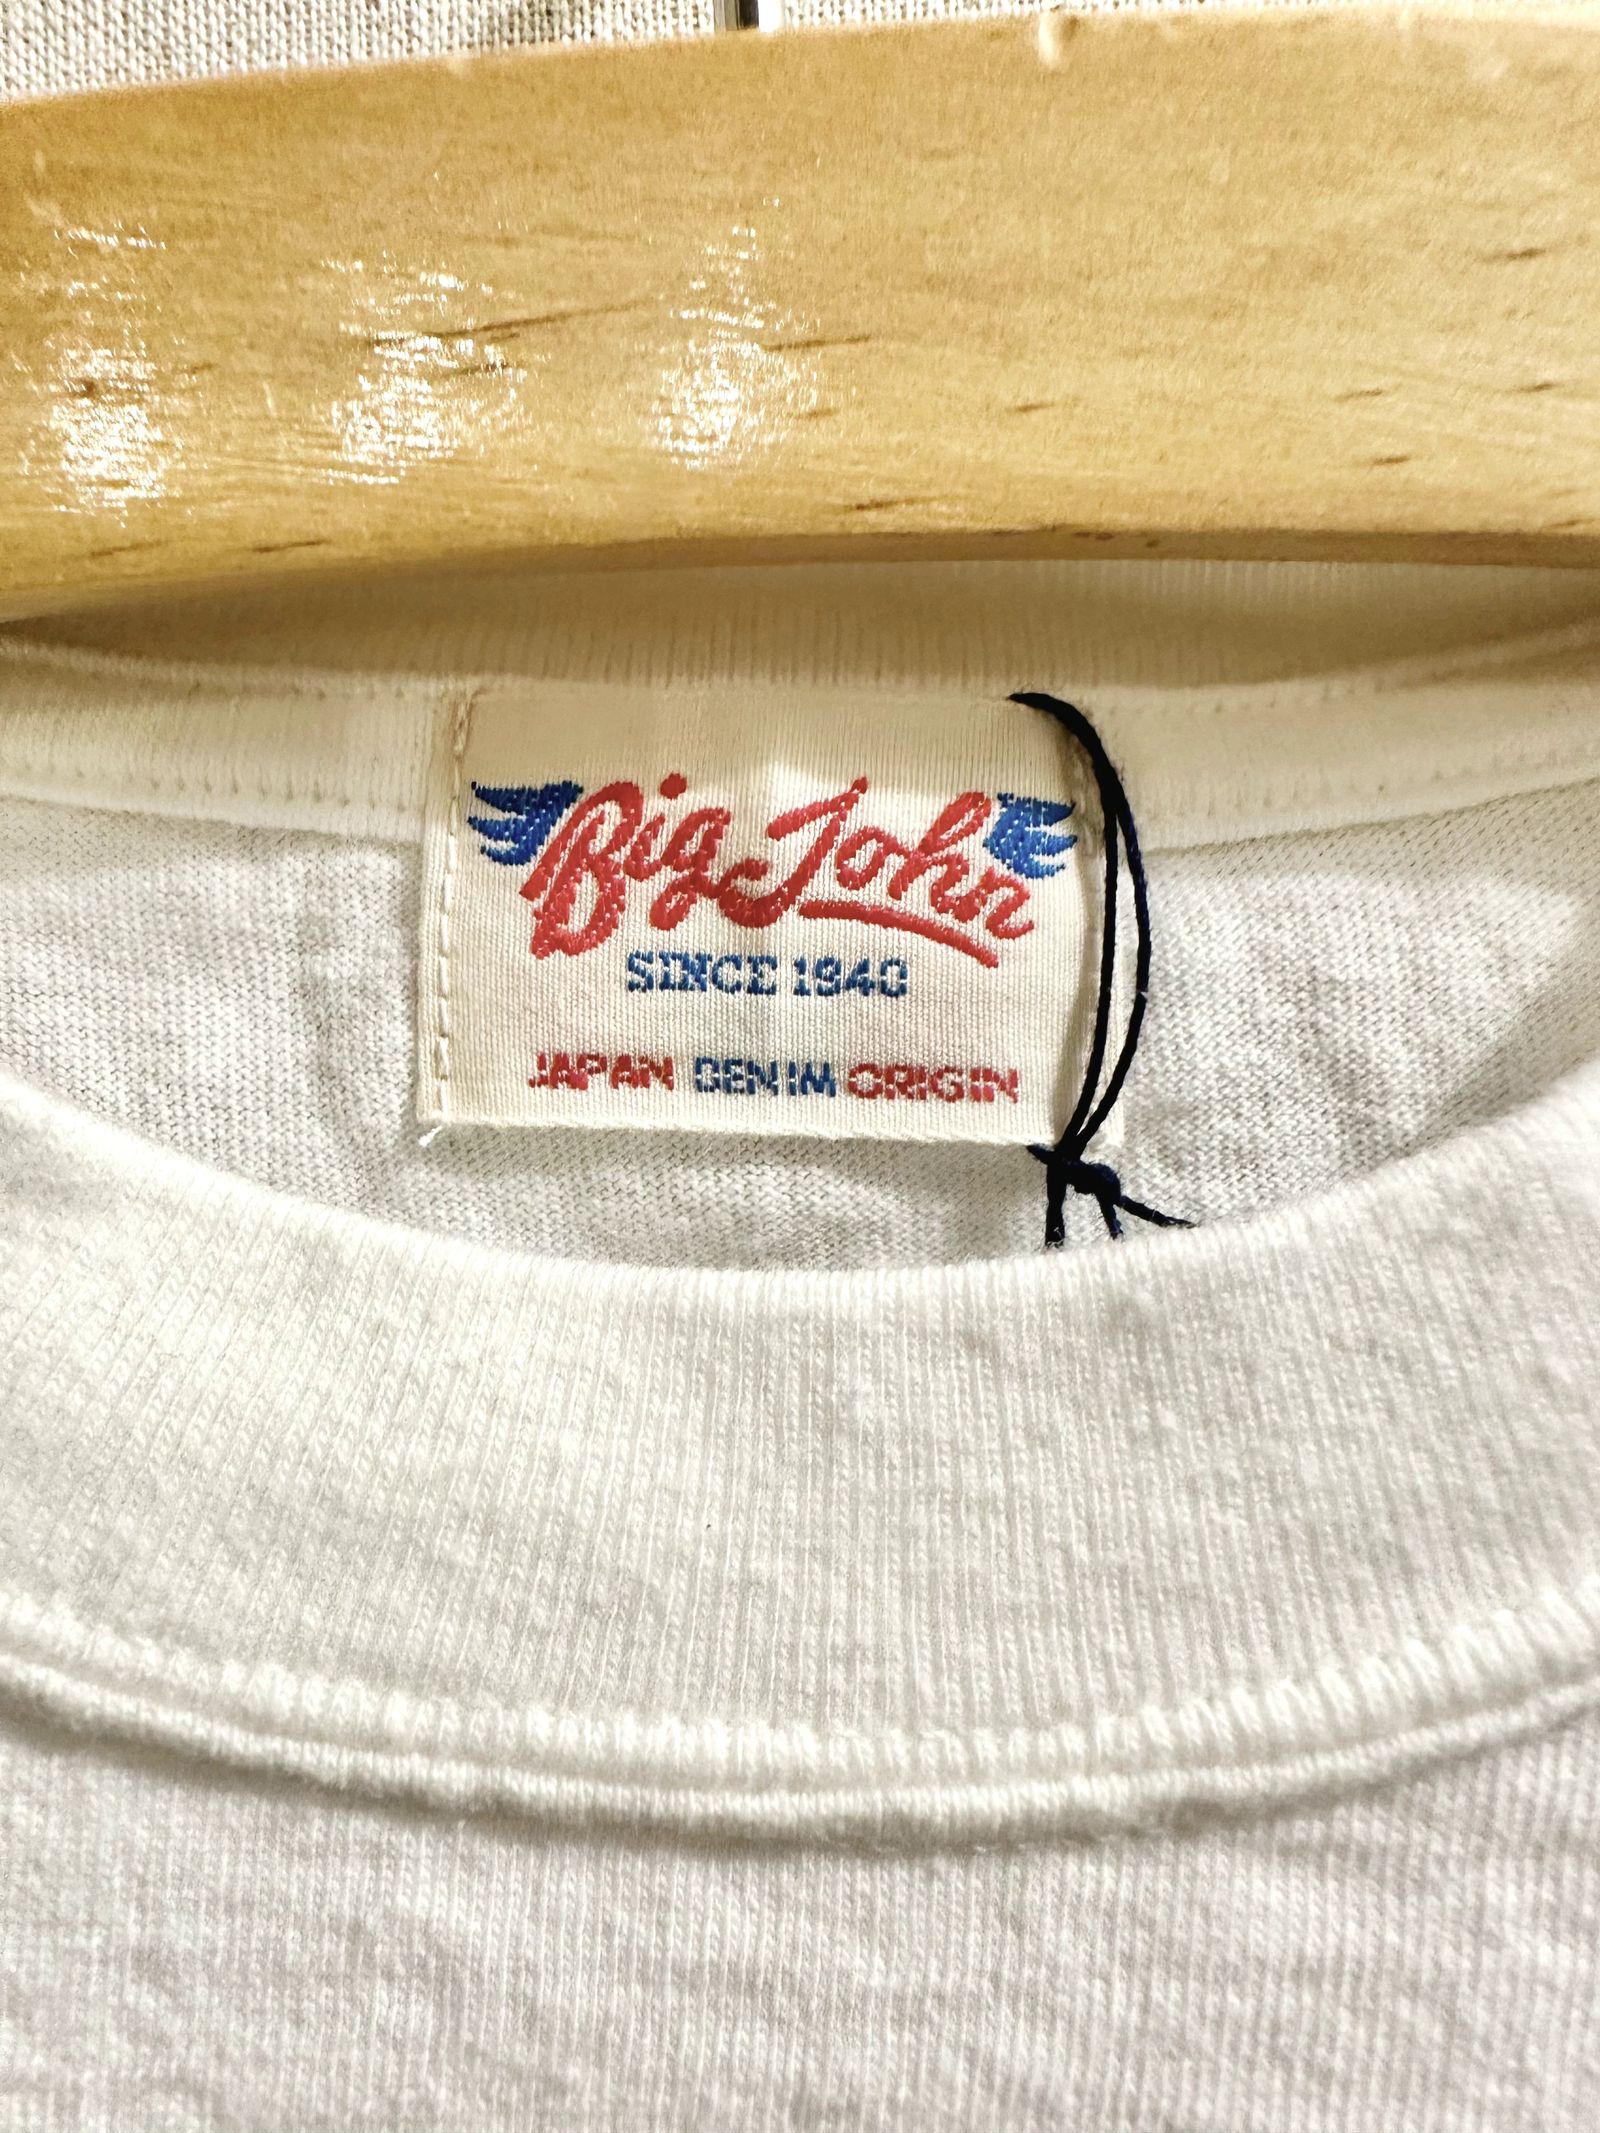 Big John
SINCE 1940
JAPAN DENIM ORIGIN